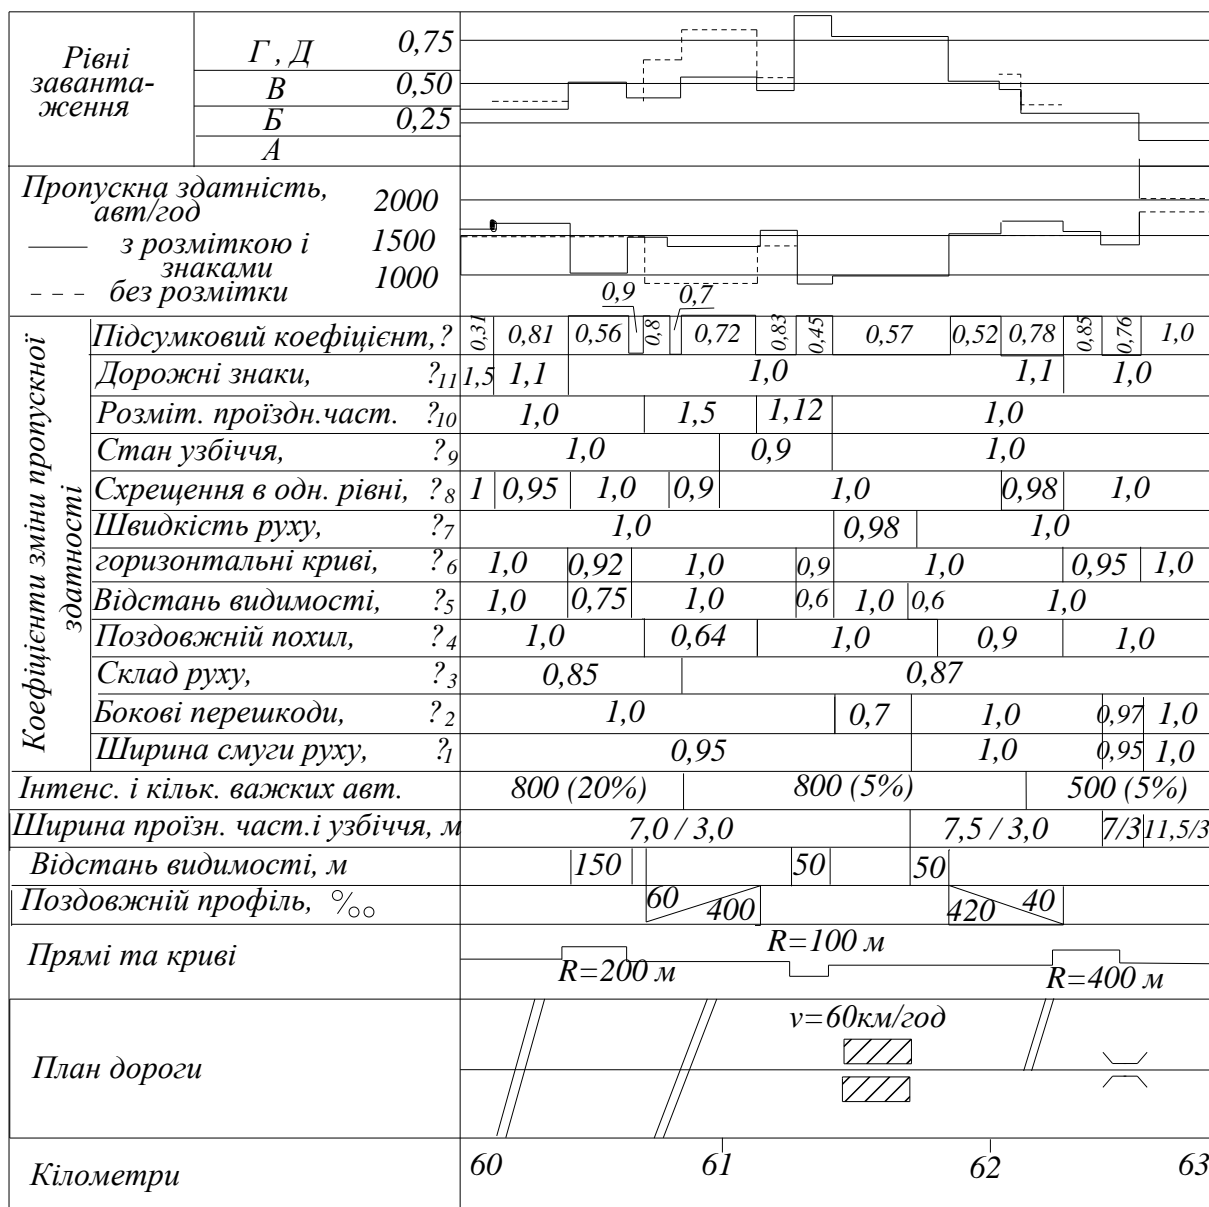 Рівні
заванта-
ження
Г , Д 0,75
В 0,50
Б 0,25
А
Пропускна здатність,
авт/год 2000
з розміткою і 1500
знаками
без розмітки 1000
0,9 0,7
Коефіцієнти зміни пропускної
здатності
Підсумковий коефіцієнт,? 0,31 0,81 0,56 0,8 0,72 0,83 0,45 0,57 0,52 0,78 0,85 0,76 1,0
Дорожні знаки, ?11 1,5 1,1 1,0 1,1 1,0
Розміт. проїздн.част. ?10 1,0 1,5 1,12 1,0
Стан узбіччя, ?9 1,0 0,9 1,0
Схрещення в одн. рівні, ?8 1 0,95 1,0 0,9 1,0 0,98 1,0
Швидкість руху, ?7 1,0 0,98 1,0
горизонтальні криві, ?6 1,0 0,92 1,0 0,9 1,0 0,95 1,0
Відстань видимості, ?5 1,0 0,75 1,0 0,6 1,0 0,6 1,0
Поздовжній похил, ?4 1,0 0,64 1,0 0,9 1,0
Склад руху, ?3 0,85 0,87
Бокові перешкоди, ?2 1,0 0,7 1,0 0,97 1,0
Ширина смуги руху, ?1 0,95 1,0 0,95 1,0
Інтенс. і кільк. важких авт. 800 (20%) 800 (5%) 500 (5%)
Ширина проїзн. част.і узбіччя, м 7,0 / 3,0 7,5 / 3,0 7/3 11,5/3
Відстань видимості, м 150 50 50
Поздовжній профіль, ‰ 60 400 420 40
Прямі та криві R=200 м R=100 м R=400 м
v=60км/год
План дороги
Кілометри 60 61 62 63